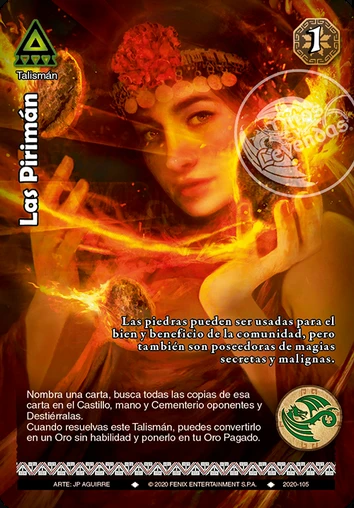 1
Talismán
Las Pirimán
Mitos y
Leyendas
Las piedras pueden ser usadas para el
bien y beneficio de la comunidad, pero
también son poseedoras de magias
secretas y malignas.
Nombra una carta, busca todas las copias de esa
carta en el Castillo, mano y Cementerio oponentes y
Destiérralas.
Cuando resuelvas este Talismán, puedes convertirlo
en un Oro sin habilidad y ponerlo en tu Oro Pagado.
ARTE: JP AGUIRRE
© 2020 FENIX ENTERTAINMENT S.P.A.
2020-105